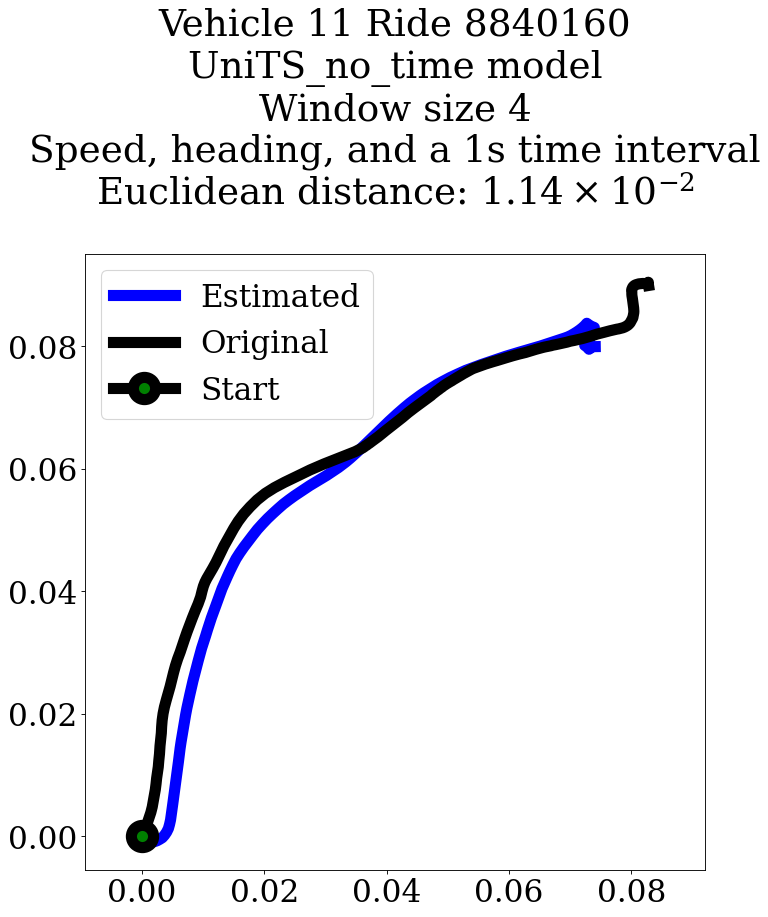 Vehicle 11 Ride 8840160
UniTS_no_time model
Window size 4
Speed, heading, and a 1s time interval
Euclidean distance: 1.14 × 10⁻²
Estimated
Original
Start
0.08
0.06
0.04
0.02
0.00
0.00 0.02 0.04 0.06 0.08